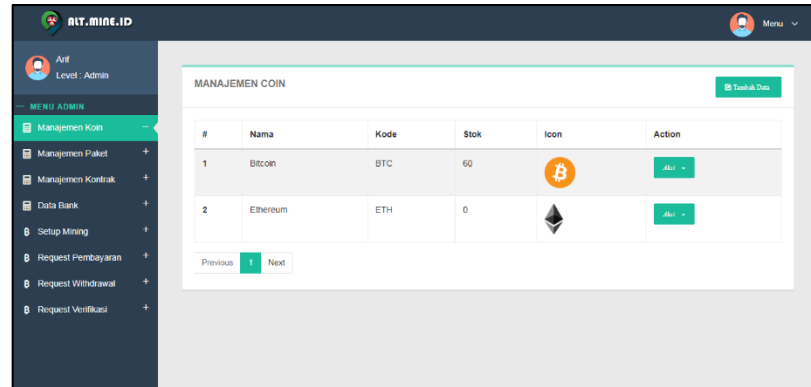 ALT.MINE.ID
Menu
Arif
Level : Admin
MENU ADMIN
Manajemen Koin
Manajemen Paket
Manajemen Kontrak
Data Bank
Setup Mining
Request Pembayaran
Request Withdrawal
Request Verifikasi
MANAJEMEN COIN
Tambah Data
# Nama Kode Stok Icon Action
1 Bitcoin BTC 60 Aksi
2 Ethereum ETH 0 Aksi
Previous 1 Next